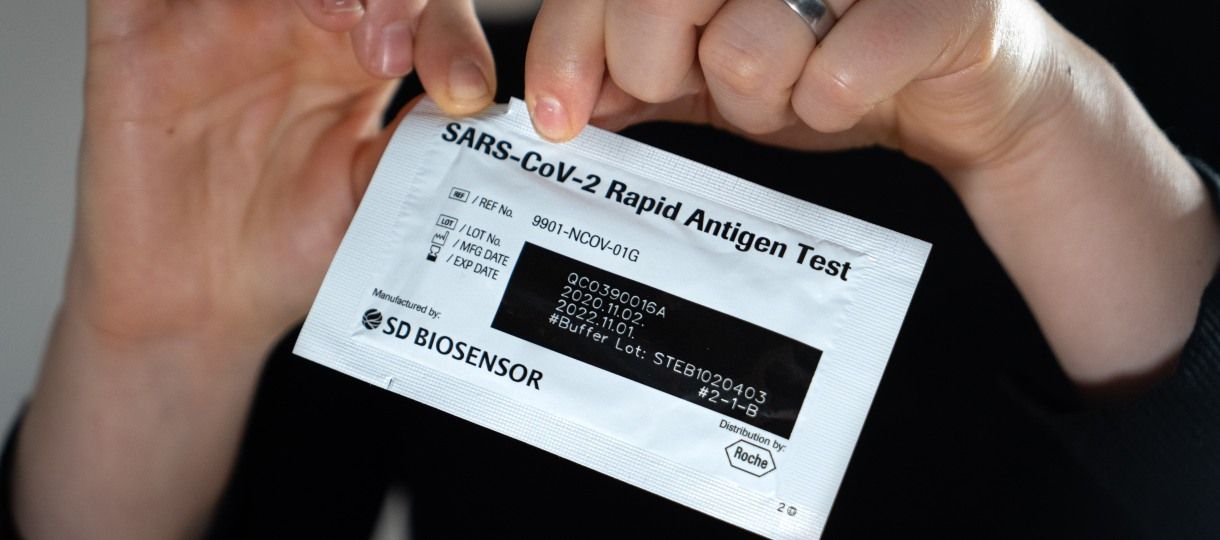 SARS-CoV-2 Rapid Antigen Test
REF / REF No. 9901-NCOV-01G
LOT / LOT No. QC0390016A
/ MFG DATE 2020.11.02.
/ EXP DATE 2022.11.01.
#Buffer Lot: STEB1020403
#2-1-B
Manufactured by:
SD BIOSENSOR
Distribution by:
Roche
2